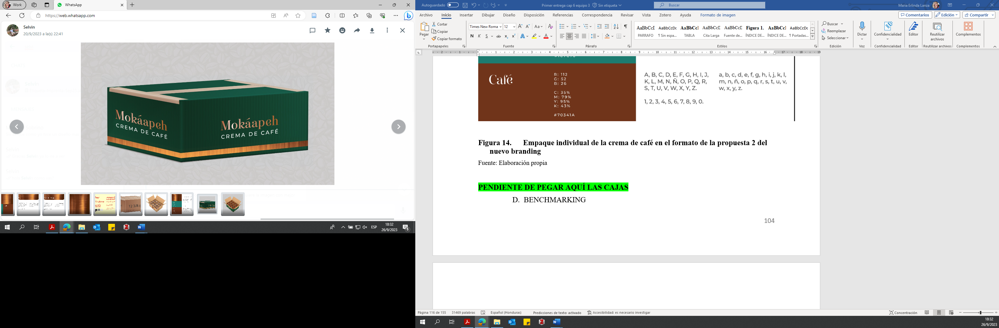 Work
WhatsApp
https://web.whatsapp.com
Selvin
20/9/2023 a la(s) 22:41
Mokáapeh
CREMA DE CAFÉ
Mokáapeh
CREMA DE CAFÉ
12 3/8
ESP
18:32
26/9/2023
8
Autoguardado
Primer entrega cap 6 equipo 3
Sin etiqueta
Buscar
Maria Erlinda Lanza
Archivo
Inicio
Insertar
Dibujar
Diseño
Disposición
Referencias
Correspondencia
Revisar
Vista
Zotero
Ayuda
Formato de imagen
Comentarios
Edición
Compartir
Pegar
Cortar
Copiar
Copiar formato
Portapapeles
Times New Roma
12
Fuente
Párrafo
AaBbCcI
PARRAFO
AaBbCcDc
¶ Sin espa...
AaBbCcI
TABLA
AaBbCcE
Cita Larga
AaBbCcE
Fuente de...
Figura 1.
ÍNDICE DE...
AaBbCcI
ÍNDICE DE...
AaBbCcDc
¶ Portadas...
Estilos
Buscar
Reemplazar
Seleccionar
Edición
Dictar
Voz
Confidencialidad
Confidencialidad
Editor
Editor
Reutilizar archivos
Reutilizar archivos
Complementos
Complementos
Café
R: 112
G: 52
B: 26
C: 35%
M: 79%
Y: 95%
K: 43%
#70341A
A, B, C, D, E, F, G, H, I, J,
K, L, M, N, Ñ, O, P, Q, R,
S, T, U, V, W, X, Y, Z.
1, 2, 3, 4, 5, 6, 7, 8, 9, 0.
a, b, c, d, e, f, g, h, i, j, k, l,
m, n, ñ, o, p, q, r, s, t, u, v,
w, x, y, z.
Figura 14. Empaque individual de la crema de café en el formato de la propuesta 2 del
nuevo branding
Fuente: Elaboración propia
PENDIENTE DE PEGAR AQUÍ LAS CAJAS
D. BENCHMARKING
104
Página 116 de 155
31469 palabras
Español (Honduras)
Predicciones de texto: activado
Accesibilidad: es necesario investigar
Concentración
18:32
26/9/2023